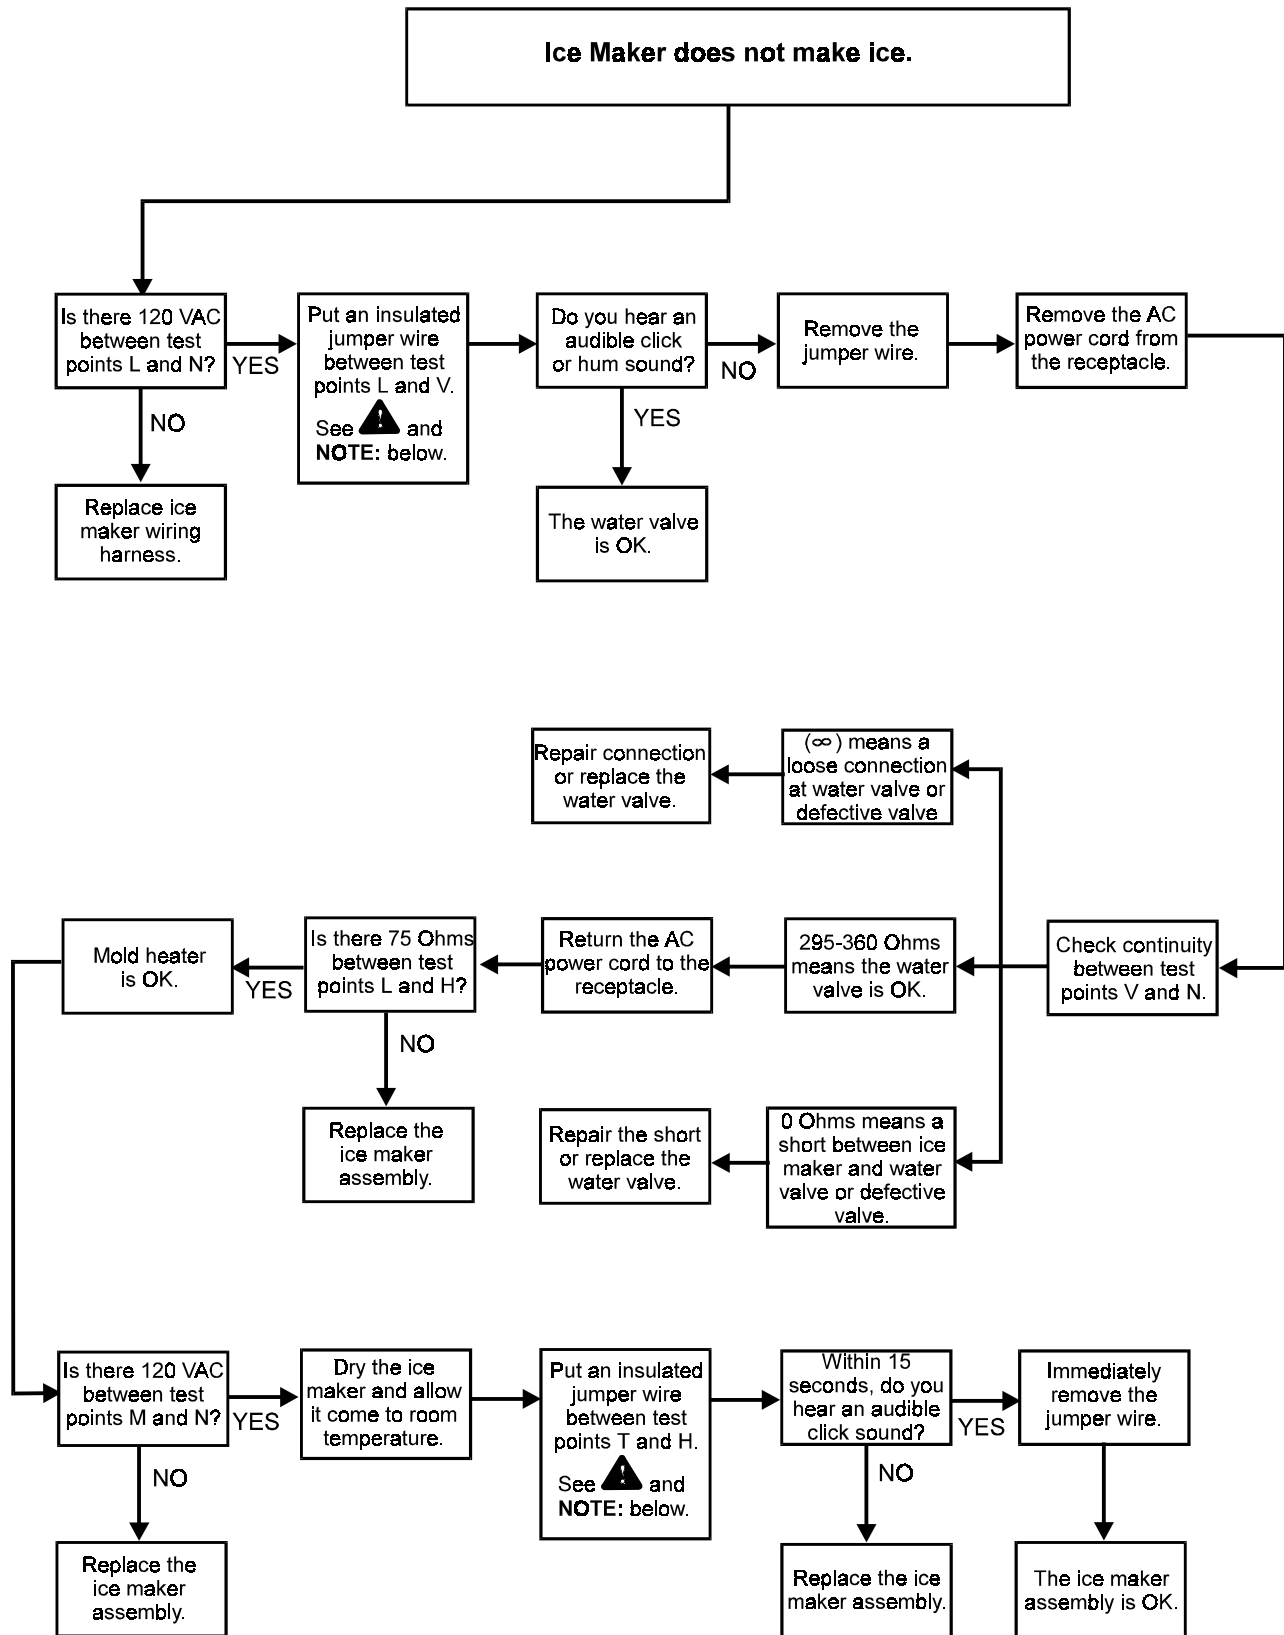 Ice Maker does not make ice.
Is there 120 VAC
between test
points L and N?
YES
NO
Replace ice
maker wiring
harness.
Put an insulated
jumper wire
between test
points L and V.
See ! and
NOTE: below.
Do you hear an
audible click
or hum sound?
NO
YES
The water valve
is OK.
Remove the
jumper wire.
Remove the AC
power cord from
the receptacle.
Check continuity
between test
points V and N.
(∞) means a
loose connection
at water valve or
defective valve
Repair connection
or replace the
water valve.
295-360 Ohms
means the water
valve is OK.
Return the AC
power cord to the
receptacle.
Is there 75 Ohms
between test
points L and H?
YES
NO
Replace the
ice maker
assembly.
Mold heater
is OK.
0 Ohms means a
short between ice
maker and water
valve or defective
valve.
Repair the short
or replace the
water valve.
Is there 120 VAC
between test
points M and N?
YES
NO
Replace the
ice maker
assembly.
Dry the ice
maker and allow
it come to room
temperature.
Put an insulated
jumper wire
between test
points T and H.
See ! and
NOTE: below.
Within 15
seconds, do you
hear an audible
click sound?
YES
NO
Replace the ice
maker assembly.
Immediately
remove the
jumper wire.
The ice maker
assembly is OK.